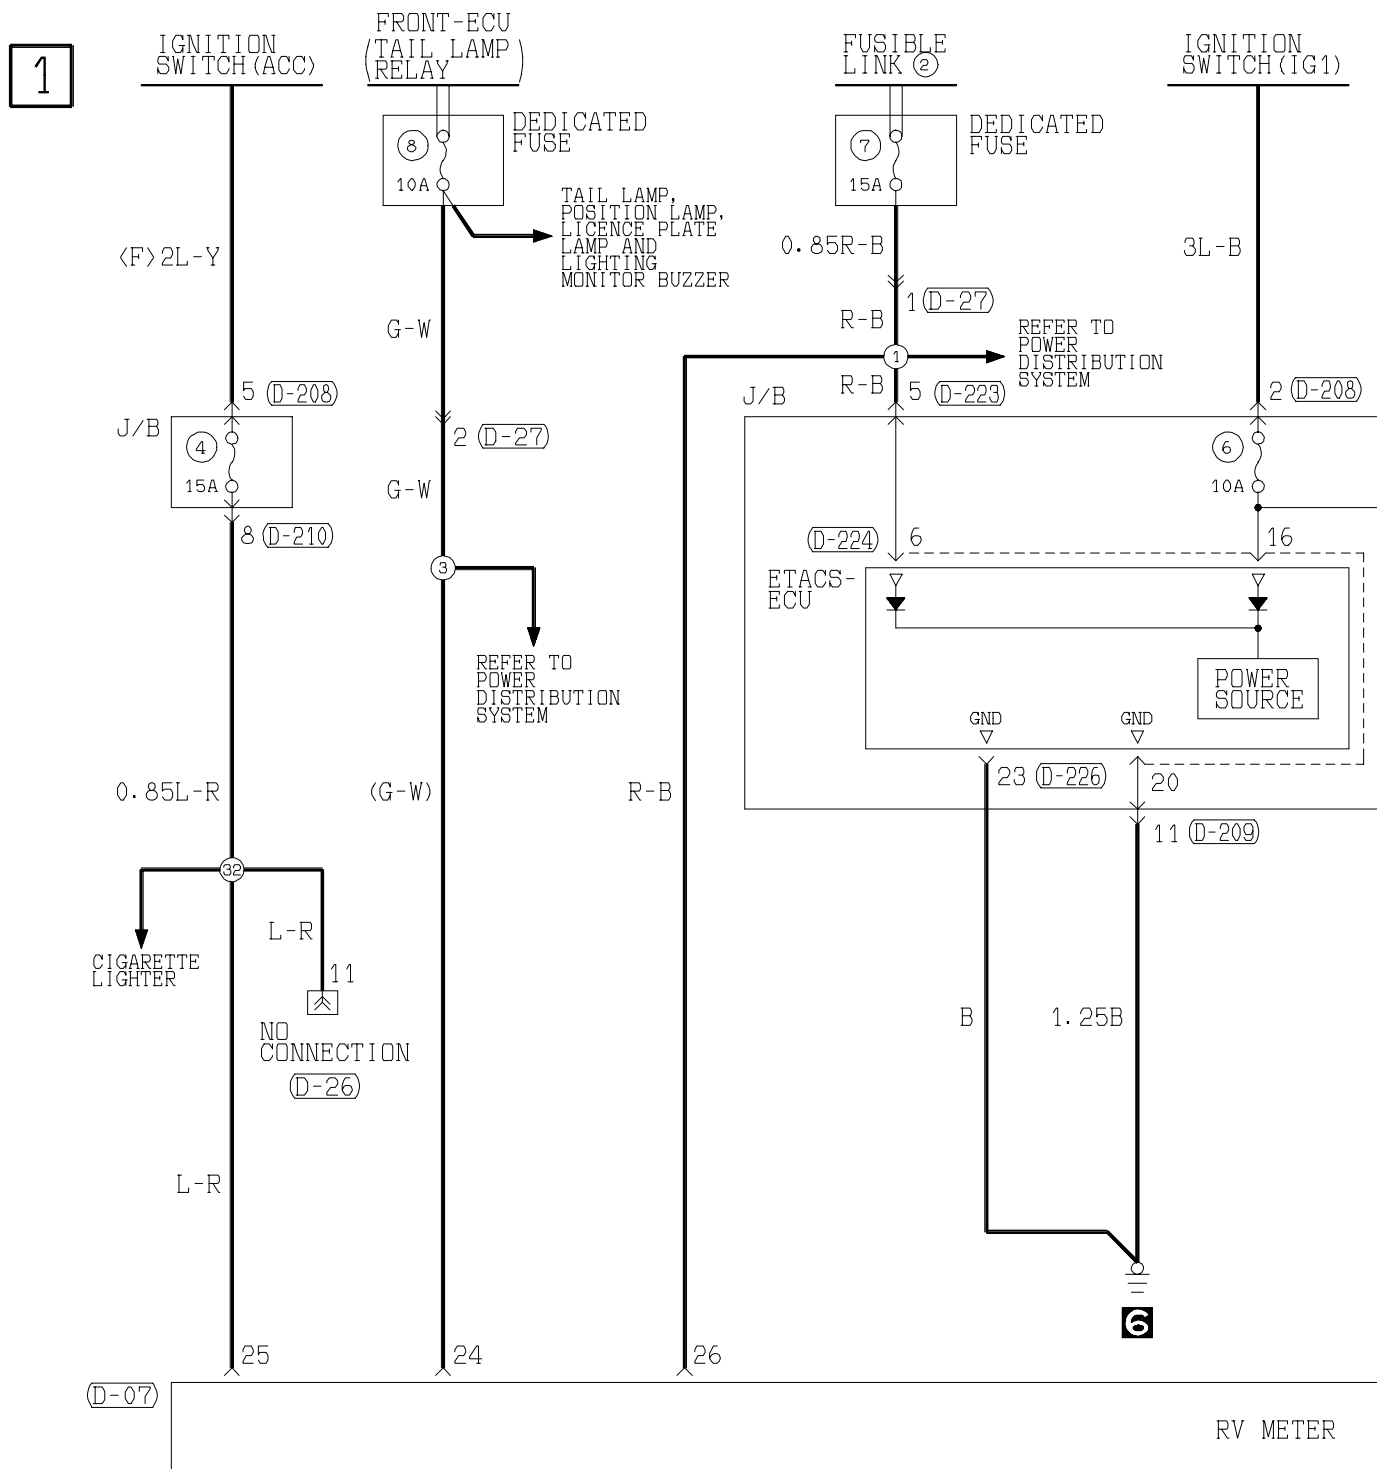 1
IGNITION
SWITCH(ACC)
FRONT-ECU
(TAIL LAMP
RELAY)
FUSIBLE
LINK ②
IGNITION
SWITCH(IG1)
8
10A
DEDICATED
FUSE
7
15A
DEDICATED
FUSE
TAIL LAMP,
POSITION LAMP,
LICENCE PLATE
LAMP AND
LIGHTING
MONITOR BUZZER
<F>2L-Y
0.85R-B
3L-B
1 (D-27)
G-W
R-B
1
REFER TO
POWER
DISTRIBUTION
SYSTEM
5 (D-208)
R-B
5 (D-223)
J/B
2 (D-208)
J/B
4
15A
2 (D-27)
6
10A
G-W
8 (D-210)
(D-224)
6
16
3
ETACS-
ECU
REFER TO
POWER
DISTRIBUTION
SYSTEM
POWER
SOURCE
GND
GND
0.85L-R
(G-W)
R-B
23 (D-226)
20
11 (D-209)
32
L-R
CIGARETTE
LIGHTER
11
NO
CONNECTION
(D-26)
B
1.25B
L-R
6
25
24
26
(D-07)
RV METER